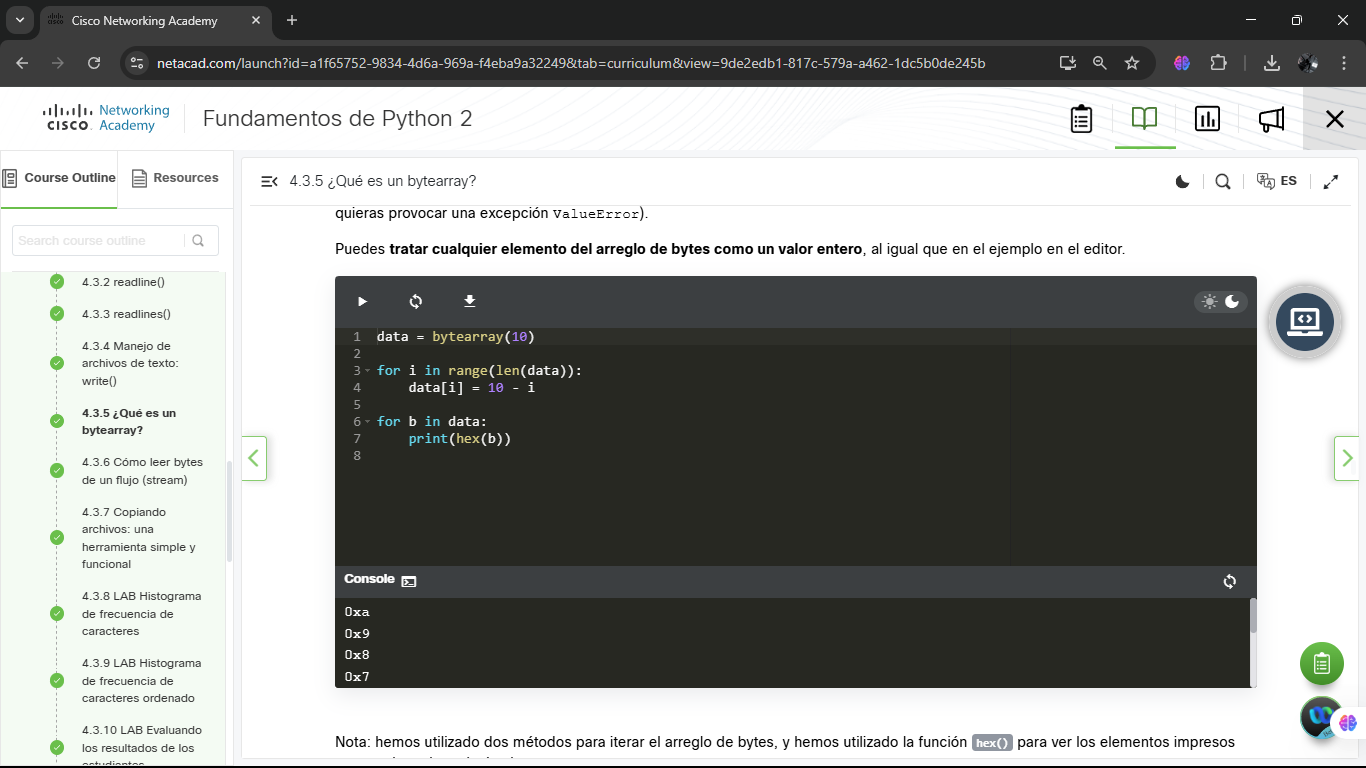 Cisco Networking Academy
netacad.com/launch?id=a1f65752-9834-4d6a-969a-f4eba9a32249&tab=curriculum&view=9de2edb1-817c-579a-a462-1dc5b0de245b
Networking
CISCO Academy
Fundamentos de Python 2
Course Outline
Resources
Search course outline
4.3.2 readline()
4.3.3 readlines()
4.3.4 Manejo de
archivos de texto:
write()
4.3.5 ¿Qué es un
bytearray?
4.3.6 Cómo leer bytes
de un flujo (stream)
4.3.7 Copiando
archivos: una
herramienta simple y
funcional
4.3.8 LAB Histograma
de frecuencia de
caracteres
4.3.9 LAB Histograma
de frecuencia de
caracteres ordenado
4.3.10 LAB Evaluando
los resultados de los
estudiantes
4.3.5 ¿Qué es un bytearray?
ES
quieras provocar una excepción ValueError).
Puedes tratar cualquier elemento del arreglo de bytes como un valor entero, al igual que en el ejemplo en el editor.
1 data = bytearray(10)
2
3 for i in range(len(data)):
4     data[i] = 10 - i
5
6 for b in data:
7     print(hex(b))
8
Console
0xa
0x9
0x8
0x7
Nota: hemos utilizado dos métodos para iterar el arreglo de bytes, y hemos utilizado la función hex() para ver los elementos impresos